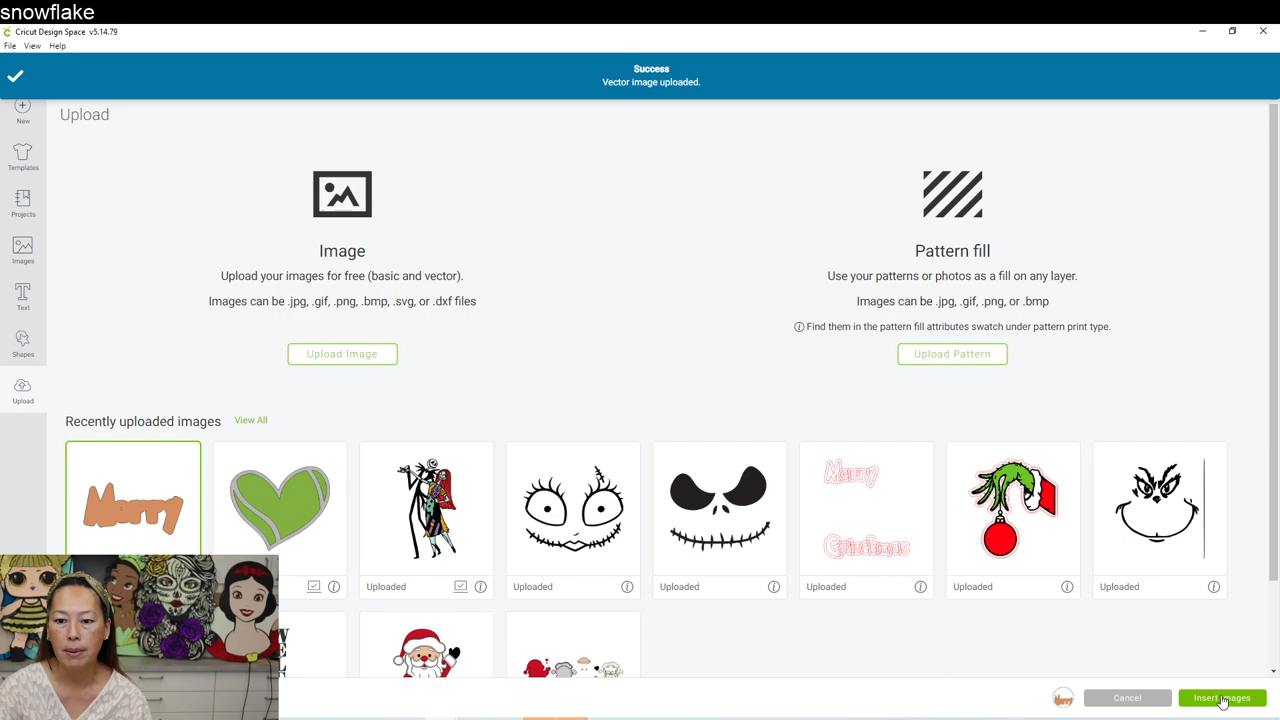 snowflake
Cricut Design Space v5.14.79
File View Help
Success
Vector image uploaded.
New
Upload
Templates
Projects
Images
Text
Shapes
Upload
Image
Upload your images for free (basic and vector).
Images can be .jpg, .gif, .png, .bmp, .svg, or .dxf files
Upload Image
Pattern fill
Use your patterns or photos as a fill on any layer.
Images can be .jpg, .gif, .png, or .bmp
Find them in the pattern fill attributes swatch under pattern print type.
Upload Pattern
Recently uploaded images View All
Merry
Merry
Grinchmas
Uploaded
Uploaded
Uploaded
Uploaded
Uploaded
Uploaded
Merry
Cancel
Insert Images